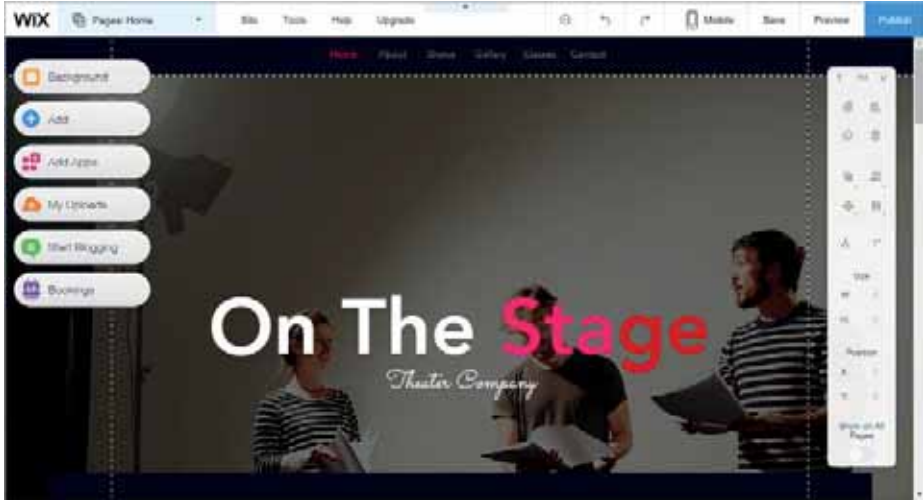 WiX Pages: Home Site Tools Help Upgrade Mobile Save Preview Publish
Home About Shows Gallery Classes Contact
Background
Add
Add Apps
My Uploads
Start Blogging
Bookings
On The Stage
Theater Company
Size
W:
H:
Position
X:
Y:
Show on All
Pages